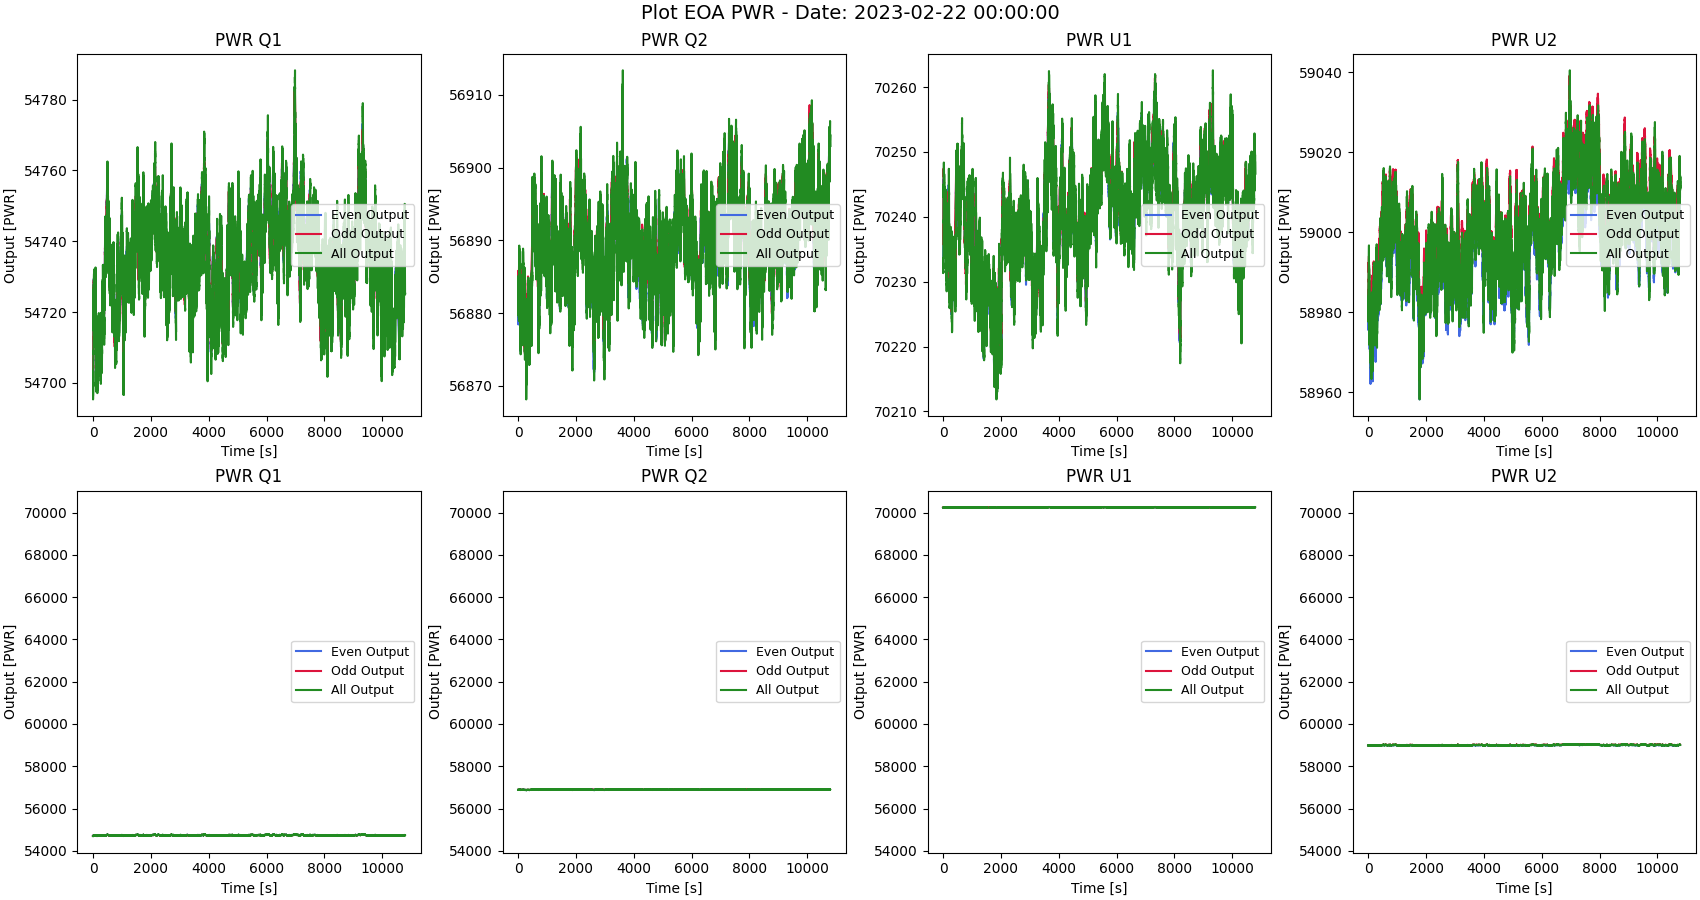 Plot EOA PWR - Date: 2023-02-22 00:00:00
PWR Q1
Output [PWR]
54780
54760
54740
54720
54700
0 2000 4000 6000 8000 10000
Time [s]
Even Output
Odd Output
All Output
PWR Q2
Output [PWR]
56910
56900
56890
56880
56870
0 2000 4000 6000 8000 10000
Time [s]
Even Output
Odd Output
All Output
PWR U1
Output [PWR]
70260
70250
70240
70230
70220
70210
0 2000 4000 6000 8000 10000
Time [s]
Even Output
Odd Output
All Output
PWR U2
Output [PWR]
59040
59020
59000
58980
58960
0 2000 4000 6000 8000 10000
Time [s]
Even Output
Odd Output
All Output
PWR Q1
Output [PWR]
70000
68000
66000
64000
62000
60000
58000
56000
54000
0 2000 4000 6000 8000 10000
Time [s]
Even Output
Odd Output
All Output
PWR Q2
Output [PWR]
70000
68000
66000
64000
62000
60000
58000
56000
54000
0 2000 4000 6000 8000 10000
Time [s]
Even Output
Odd Output
All Output
PWR U1
Output [PWR]
70000
68000
66000
64000
62000
60000
58000
56000
54000
0 2000 4000 6000 8000 10000
Time [s]
Even Output
Odd Output
All Output
PWR U2
Output [PWR]
70000
68000
66000
64000
62000
60000
58000
56000
54000
0 2000 4000 6000 8000 10000
Time [s]
Even Output
Odd Output
All Output